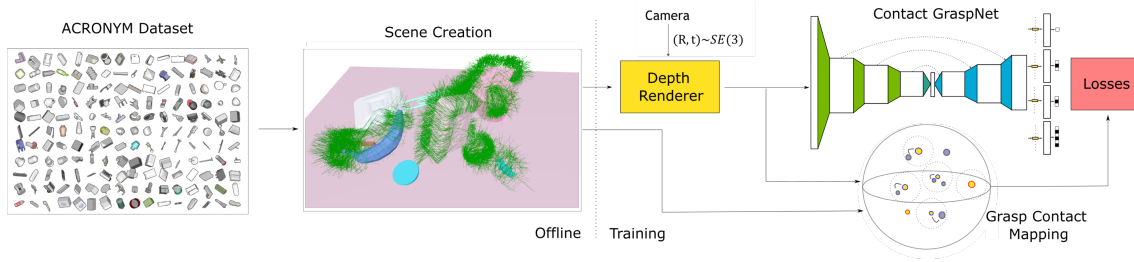 ACRONYM Dataset
Scene Creation
Camera
(R, t)~SE(3)
Depth
Renderer
Contact GraspNet
Losses
Grasp Contact
Mapping
Offline
Training